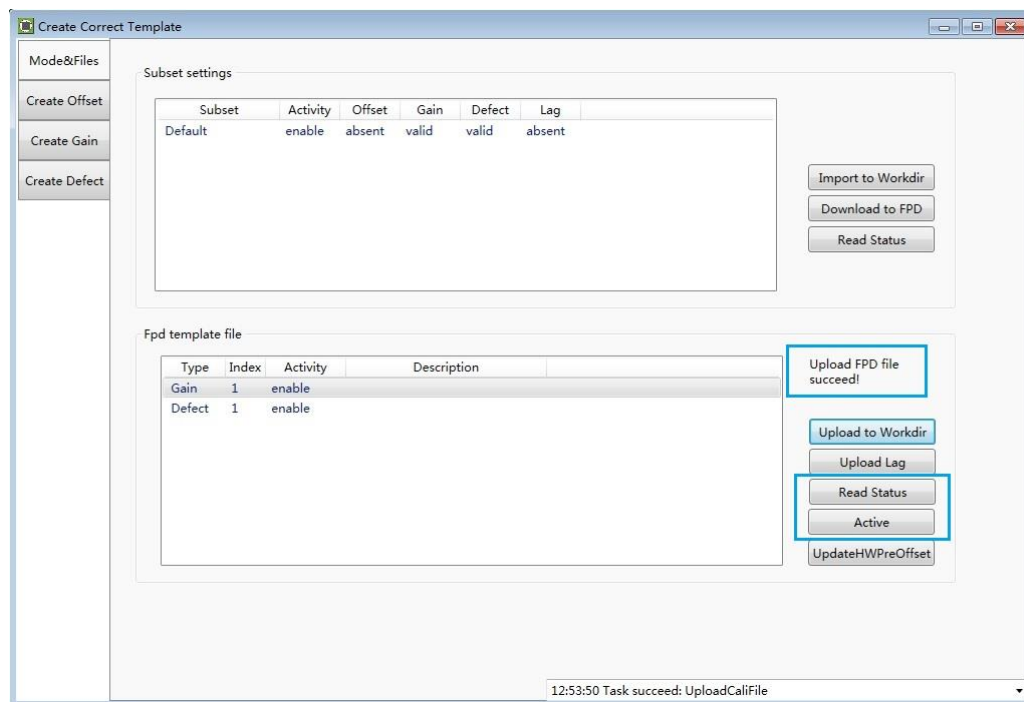 Create Correct Template
Mode&Files
Create Offset
Create Gain
Create Defect
Subset settings
Subset Activity Offset Gain Defect Lag
Default enable absent valid valid absent
Import to Workdir
Download to FPD
Read Status
Fpd template file
Type Index Activity Description
Gain 1 enable
Defect 1 enable
Upload FPD file
succeed!
Upload to Workdir
Upload Lag
Read Status
Active
UpdateHWPreOffset
12:53:50 Task succeed: UploadCaliFile